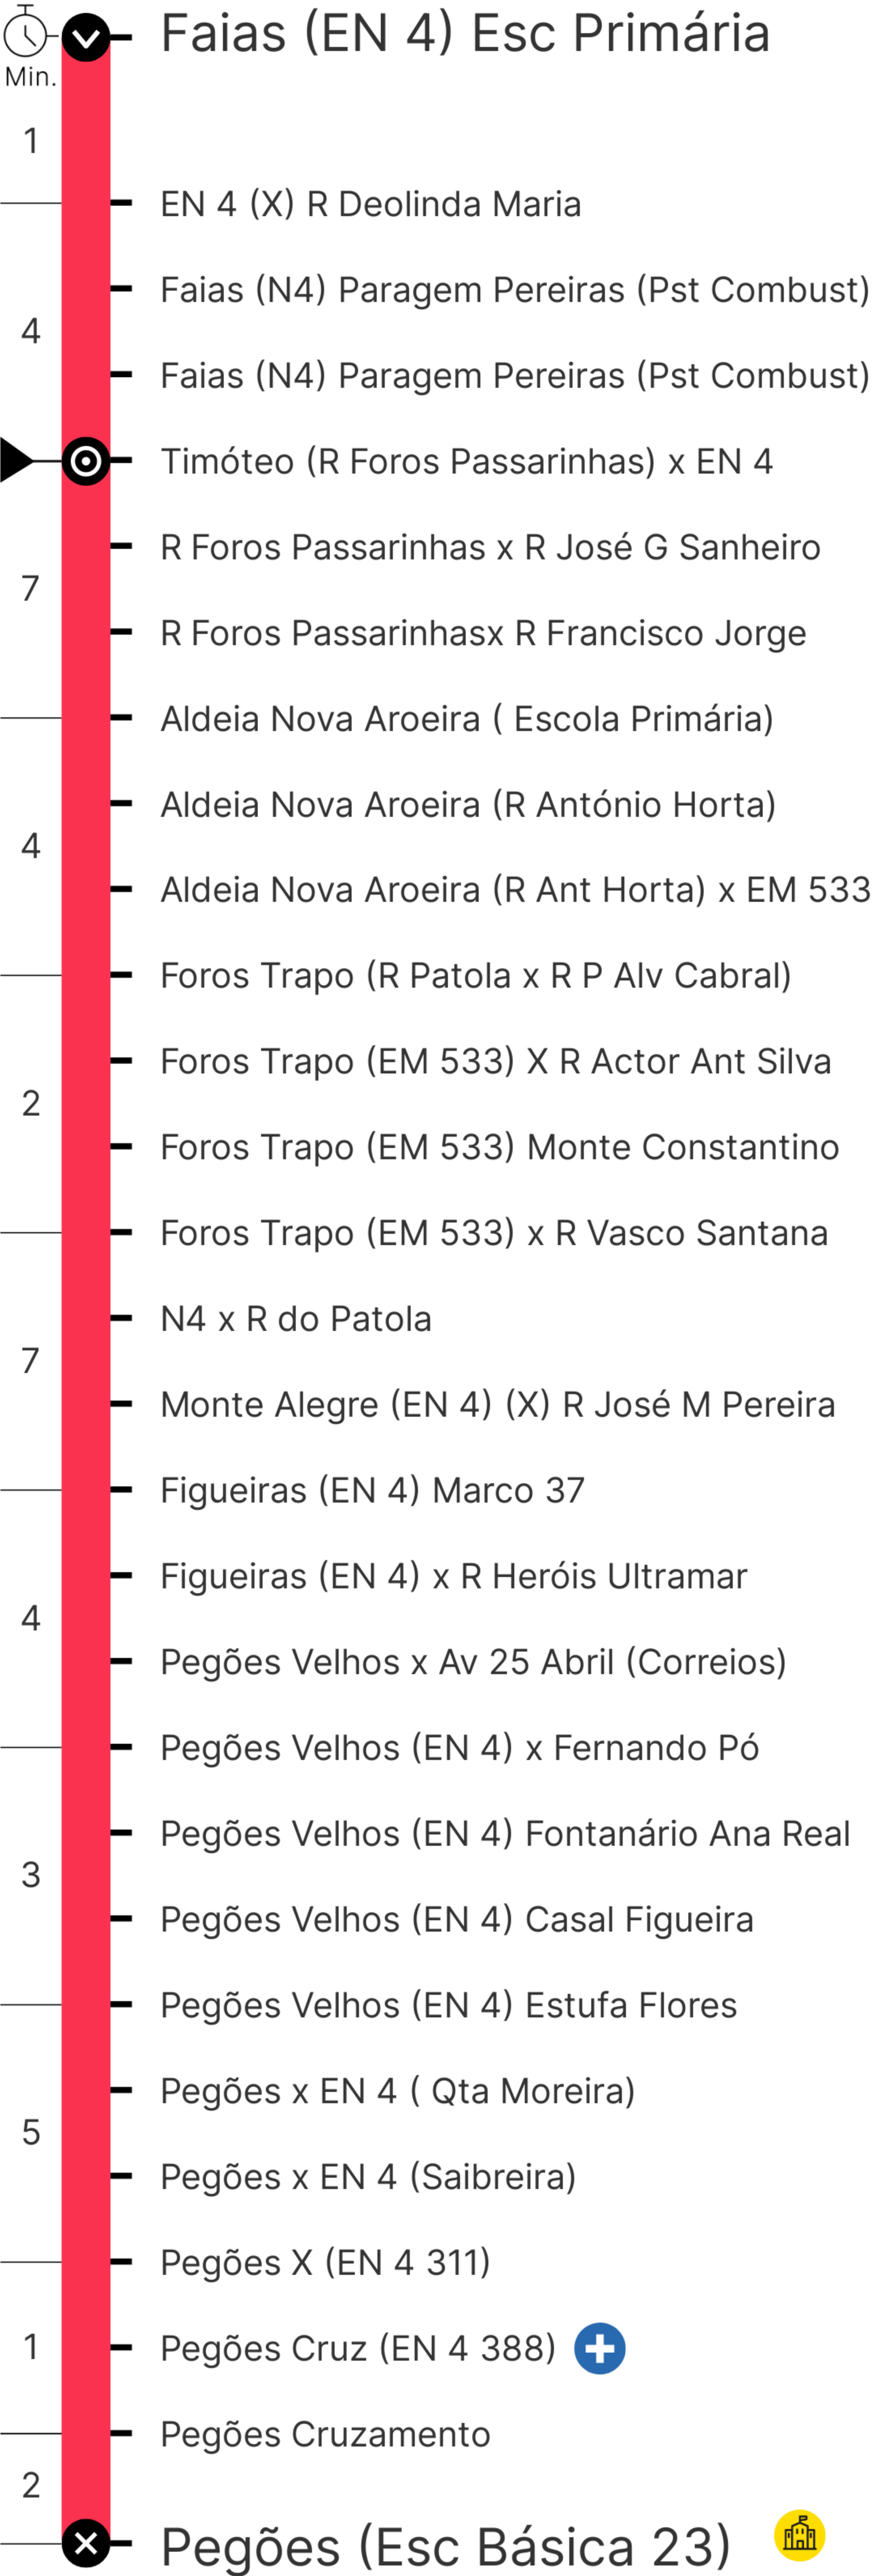 Faias (EN 4) Esc Primária
Min.
1
EN 4 (X) R Deolinda Maria
Faias (N4) Paragem Pereiras (Pst Combust)
4
Faias (N4) Paragem Pereiras (Pst Combust)
Timóteo (R Foros Passarinhas) x EN 4
R Foros Passarinhas x R José G Sanheiro
7
R Foros Passarinhasx R Francisco Jorge
Aldeia Nova Aroeira ( Escola Primária)
Aldeia Nova Aroeira (R António Horta)
4
Aldeia Nova Aroeira (R Ant Horta) x EM 533
Foros Trapo (R Patola x R P Alv Cabral)
Foros Trapo (EM 533) X R Actor Ant Silva
2
Foros Trapo (EM 533) Monte Constantino
Foros Trapo (EM 533) x R Vasco Santana
N4 x R do Patola
7
Monte Alegre (EN 4) (X) R José M Pereira
Figueiras (EN 4) Marco 37
Figueiras (EN 4) x R Heróis Ultramar
4
Pegões Velhos x Av 25 Abril (Correios)
Pegões Velhos (EN 4) x Fernando Pó
Pegões Velhos (EN 4) Fontanário Ana Real
3
Pegões Velhos (EN 4) Casal Figueira
Pegões Velhos (EN 4) Estufa Flores
Pegões x EN 4 ( Qta Moreira)
5
Pegões x EN 4 (Saibreira)
Pegões X (EN 4 311)
1
Pegões Cruz (EN 4 388)
Pegões Cruzamento
2
Pegões (Esc Básica 23)